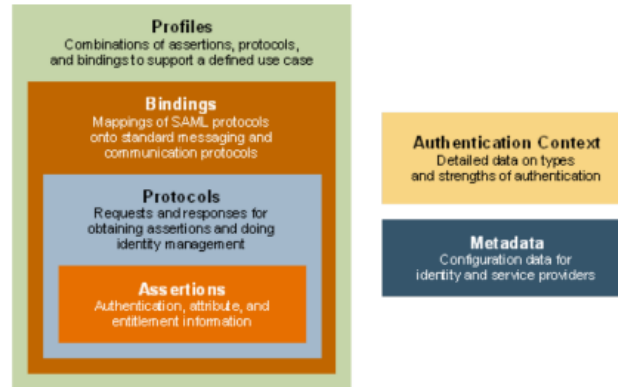 Profiles
Combinations of assertions, protocols,
and bindings to support a defined use case
Bindings
Mappings of SAML protocols
onto standard messaging and
communication protocols
Protocols
Requests and responses for
obtaining assertions and doing
identity management
Assertions
Authentication, attribute, and
entitlement information
Authentication Context
Detailed data on types
and strengths of authentication
Metadata
Configuration data for
identity and service providers